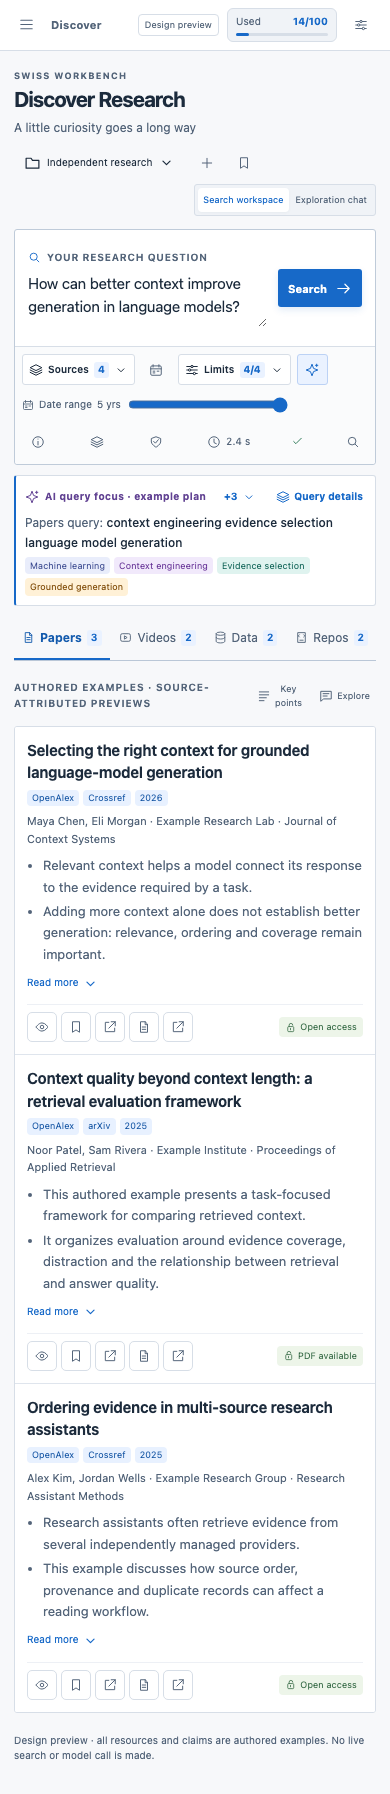 Discover
Design preview
Used 14/100
SWISS WORKBENCH
Discover Research
A little curiosity goes a long way
Independent research
Search workspace
Exploration chat
YOUR RESEARCH QUESTION
How can better context improve
generation in language models?
Search
Sources 4
Limits 4/4
Date range 5 yrs
2.4 s
AI query focus · example plan
+3
Query details
Papers query: context engineering evidence selection
language model generation
Machine learning
Context engineering
Evidence selection
Grounded generation
Papers 3
Videos 2
Data 2
Repos 2
AUTHORED EXAMPLES · SOURCE-
ATTRIBUTED PREVIEWS
Key
points
Explore
Selecting the right context for grounded
language-model generation
OpenAlex
Crossref
2026
Maya Chen, Eli Morgan · Example Research Lab · Journal of
Context Systems
• Relevant context helps a model connect its response
to the evidence required by a task.
• Adding more context alone does not establish better
generation: relevance, ordering and coverage remain
important.
Read more
Open access
Context quality beyond context length: a
retrieval evaluation framework
OpenAlex
arXiv
2025
Noor Patel, Sam Rivera · Example Institute · Proceedings of
Applied Retrieval
• This authored example presents a task-focused
framework for comparing retrieved context.
• It organizes evaluation around evidence coverage,
distraction and the relationship between retrieval
and answer quality.
Read more
PDF available
Ordering evidence in multi-source research
assistants
OpenAlex
Crossref
2025
Alex Kim, Jordan Wells · Example Research Group · Research
Assistant Methods
• Research assistants often retrieve evidence from
several independently managed providers.
• This example discusses how source order,
provenance and duplicate records can affect a
reading workflow.
Read more
Open access
Design preview · all resources and claims are authored examples. No live
search or model call is made.